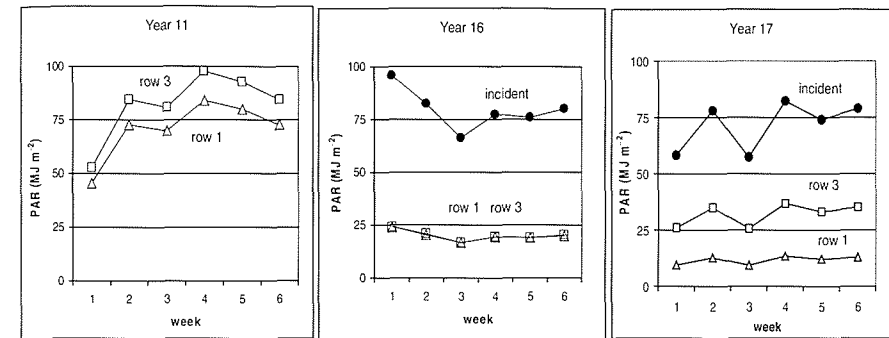 Year 11
PAR (MJ m⁻²)
100
75
50
25
0
row 3
row 1
1 2 3 4 5 6
week
Year 16
PAR (MJ m⁻²)
100
75
50
25
0
incident
row 1 row 3
1 2 3 4 5 6
week
Year 17
PAR (MJ m⁻²)
100
75
50
25
0
incident
row 3
row 1
1 2 3 4 5 6
week